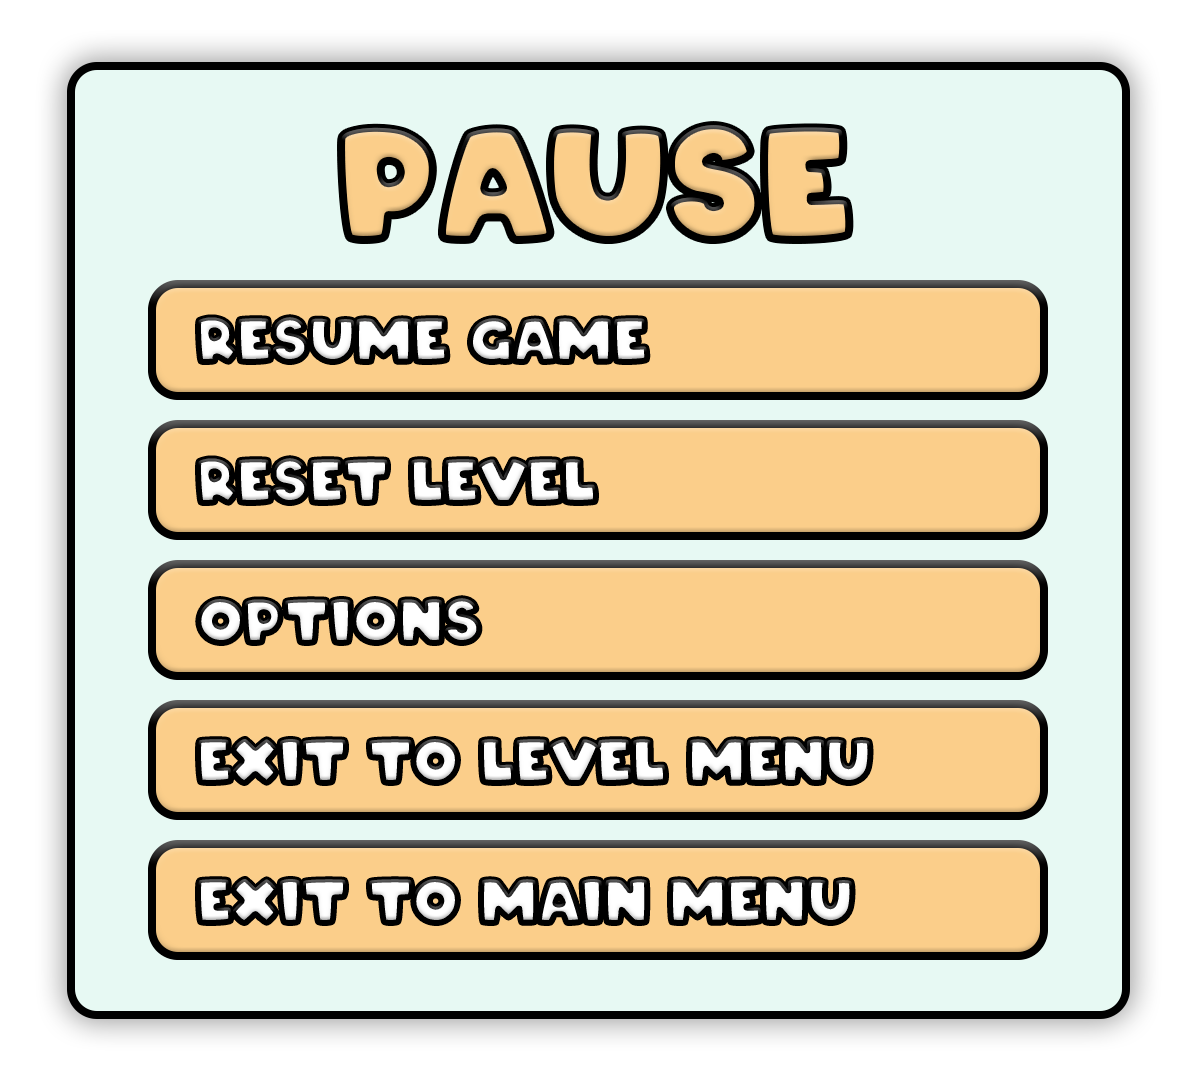 PAUSE
RESUME GAME
RESET LEVEL
OPTIONS
EXIT TO LEVEL MENU
EXIT TO MAIN MENU